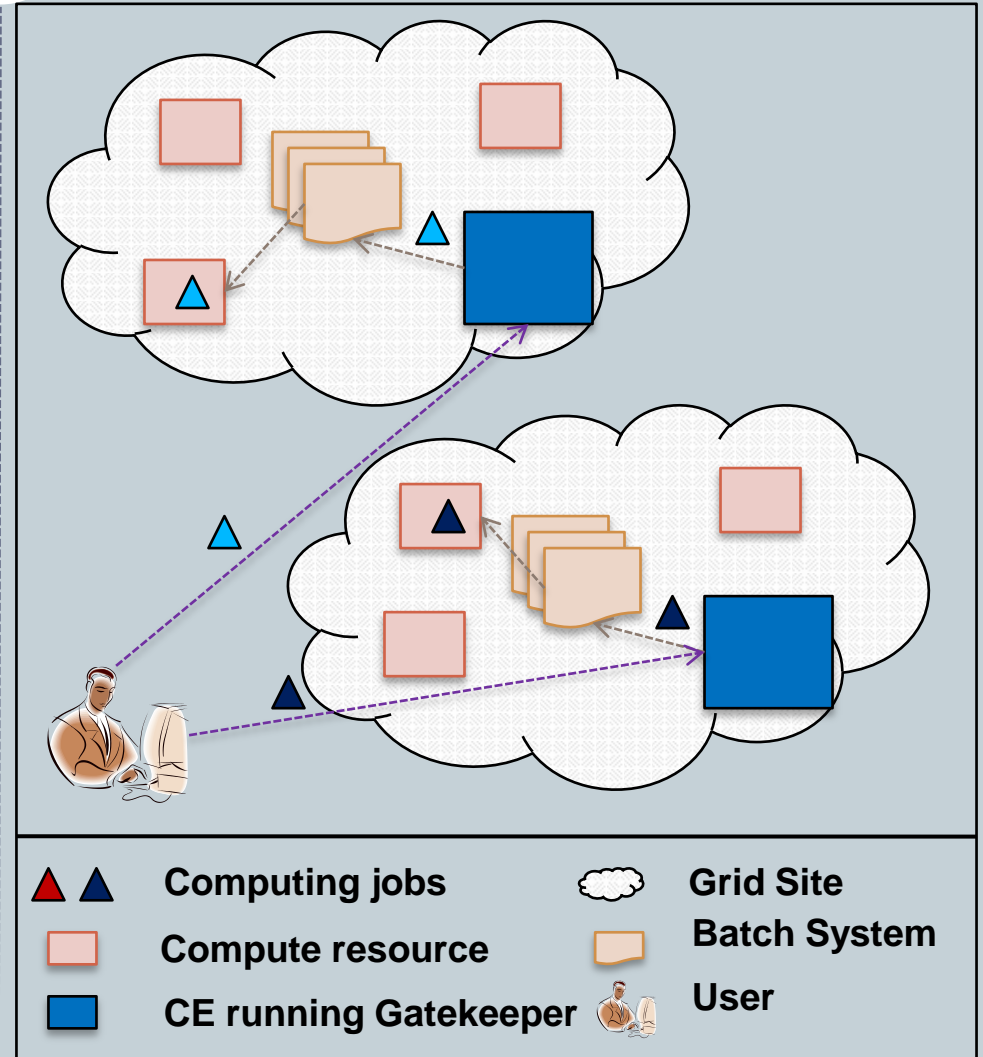 Computing jobs
Grid Site
Compute resource
Batch System
CE running Gatekeeper
User